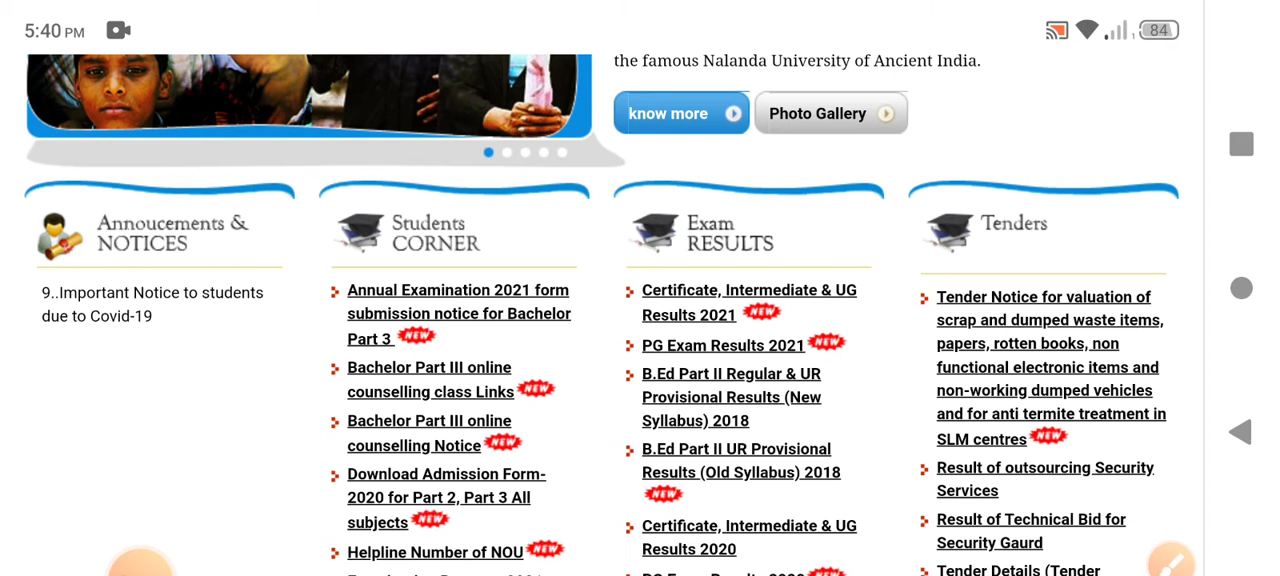 5:40 PM
84
the famous Nalanda University of Ancient India.
know more
Photo Gallery
Annoucements &
NOTICES
9..Important Notice to students
due to Covid-19
Students
CORNER
Annual Examination 2021 form
submission notice for Bachelor
Part 3 NEW
Bachelor Part III online
counselling class Links NEW
Bachelor Part III online
counselling Notice NEW
Download Admission Form-
2020 for Part 2, Part 3 All
subjects NEW
Helpline Number of NOU NEW
Exam
RESULTS
Certificate, Intermediate & UG
Results 2021 NEW
PG Exam Results 2021 NEW
B.Ed Part II Regular & UR
Provisional Results (New
Syllabus) 2018
B.Ed Part II UR Provisional
Results (Old Syllabus) 2018
NEW
Certificate, Intermediate & UG
Results 2020
Tenders
Tender Notice for valuation of
scrap and dumped waste items,
papers, rotten books, non
functional electronic items and
non-working dumped vehicles
and for anti termite treatment in
SLM centres NEW
Result of outsourcing Security
Services
Result of Technical Bid for
Security Gaurd
Tender Details (Tender